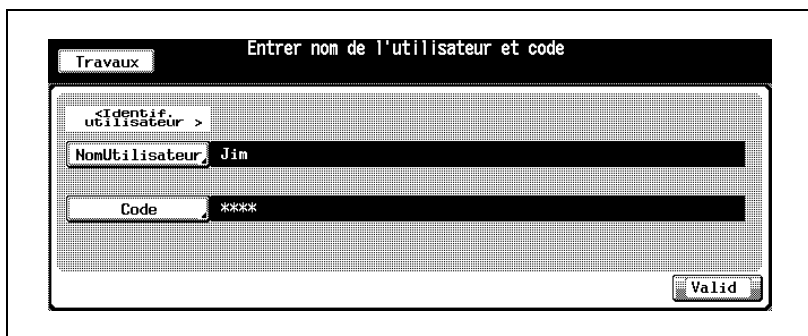 Entrer nom de l'utilisateur et code
Travaux
<Identif.
utilisateur >
NomUtilisateur Jim
Code ****
Valid